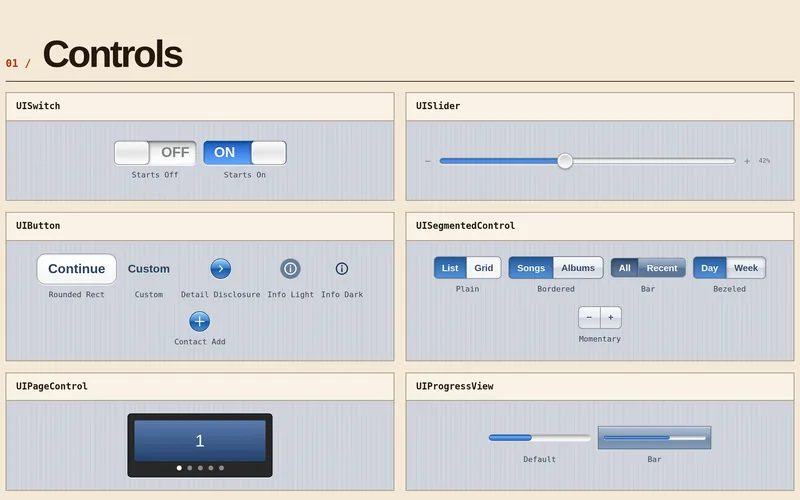 01 / Controls
UISwitch
OFF ON
Starts Off Starts On
UISlider
− + 42%
UIButton
Continue Custom
Rounded Rect Custom Detail Disclosure Info Light Info Dark
Contact Add
UISegmentedControl
List Grid Songs Albums All Recent Day Week
Plain Bordered Bar Bezeled
− +
Momentary
UIPageControl
1
UIProgressView
Default Bar